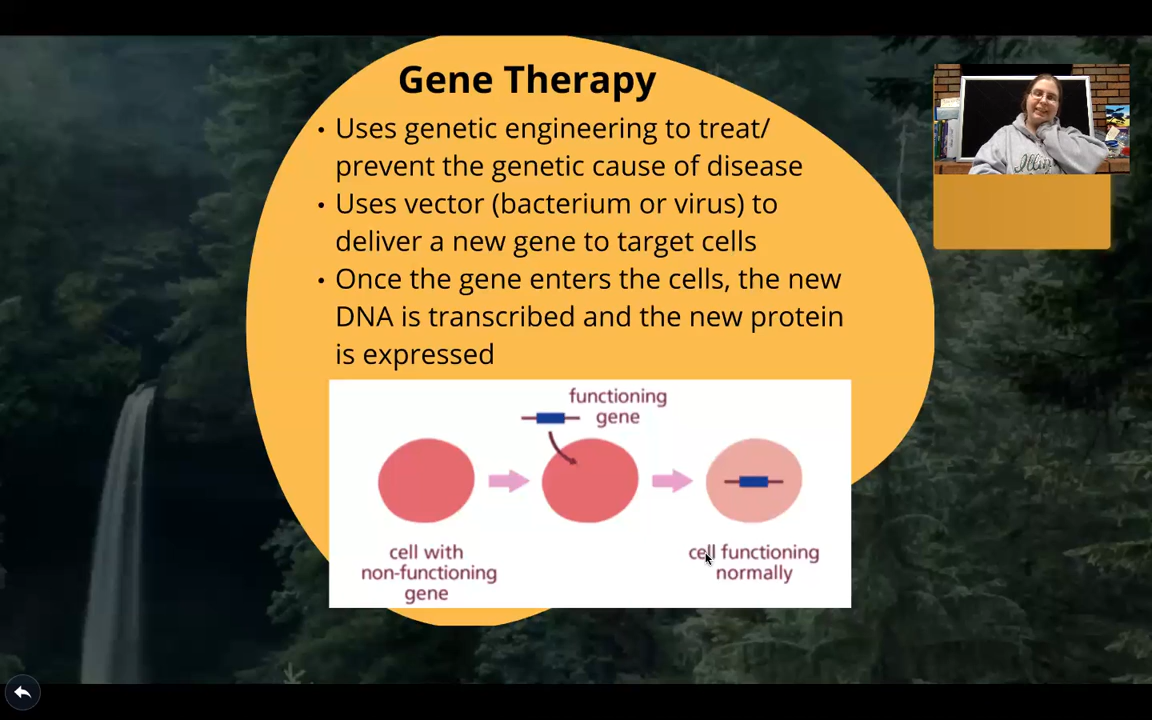 Gene Therapy
• Uses genetic engineering to treat/
prevent the genetic cause of disease
• Uses vector (bacterium or virus) to
deliver a new gene to target cells
• Once the gene enters the cells, the new
DNA is transcribed and the new protein
is expressed
functioning
gene
cell with
non-functioning
gene
cell functioning
normally